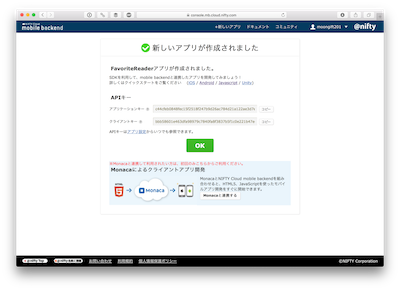 console.mb.cloud.nifty.com
mobile backend
+新しいアプリ ドキュメント コミュニティ moongift201 @nifty
新しいアプリが作成されました
FavoriteReaderアプリが作成されました。
SDKを利用して、mobile backendと連携したアプリを開発してみましょう！
詳しくはクイックスタートをご覧ください (iOS / Android / Javascript / Unity)
APIキー
アプリケーションキー
コピー
クライアントキー
コピー
APIキーはアプリ設定からいつでも参照できます。
OK
※Monacaと連携して利用されたい方は、初回のみこちらからご利用ください。
Monacaによるクライアントアプリ開発
HTML
5
Monaca
MonacaとNIFTY Cloud mobile backendを組み合わせると、HTML5、JavaScriptを使ったモバイルアプリ開発をすぐに開始できます。
Monacaと連携する
@nifty top お問い合わせ 利用規約 個人情報保護ポリシー ©NIFTY Corporation